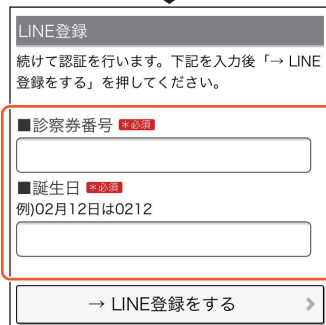 LINE登録
続けて認証を行います。下記を入力後「→ LINE
登録をする」を押してください。
■診察券番号 *必須
■誕生日 *必須
例)02月12日は0212
→ LINE登録をする